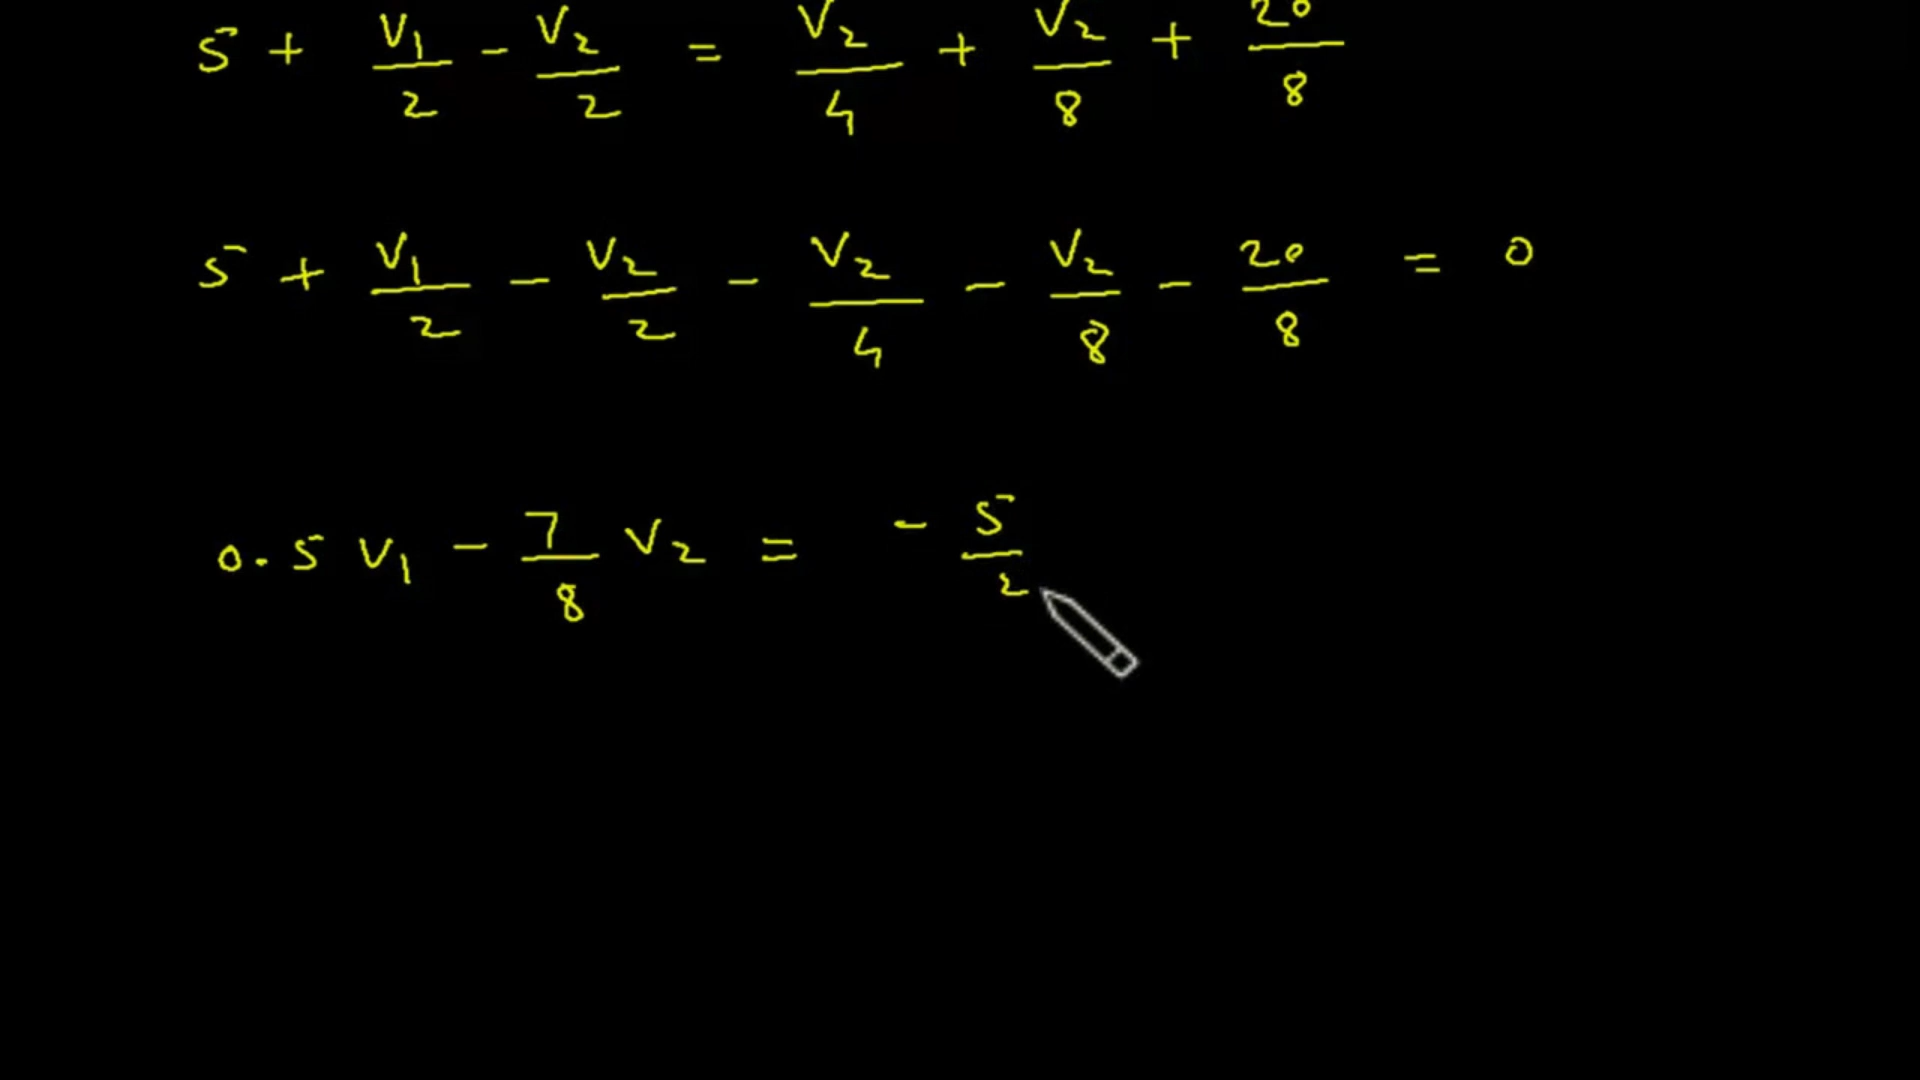 5 + V₁/2 - V₂/2 = V₂/4 + V₂/8 + 20/8
5 + V₁/2 - V₂/2 - V₂/4 - V₂/8 - 20/8 = 0
0.5 V₁ - 7/8 V₂ = - 5/2